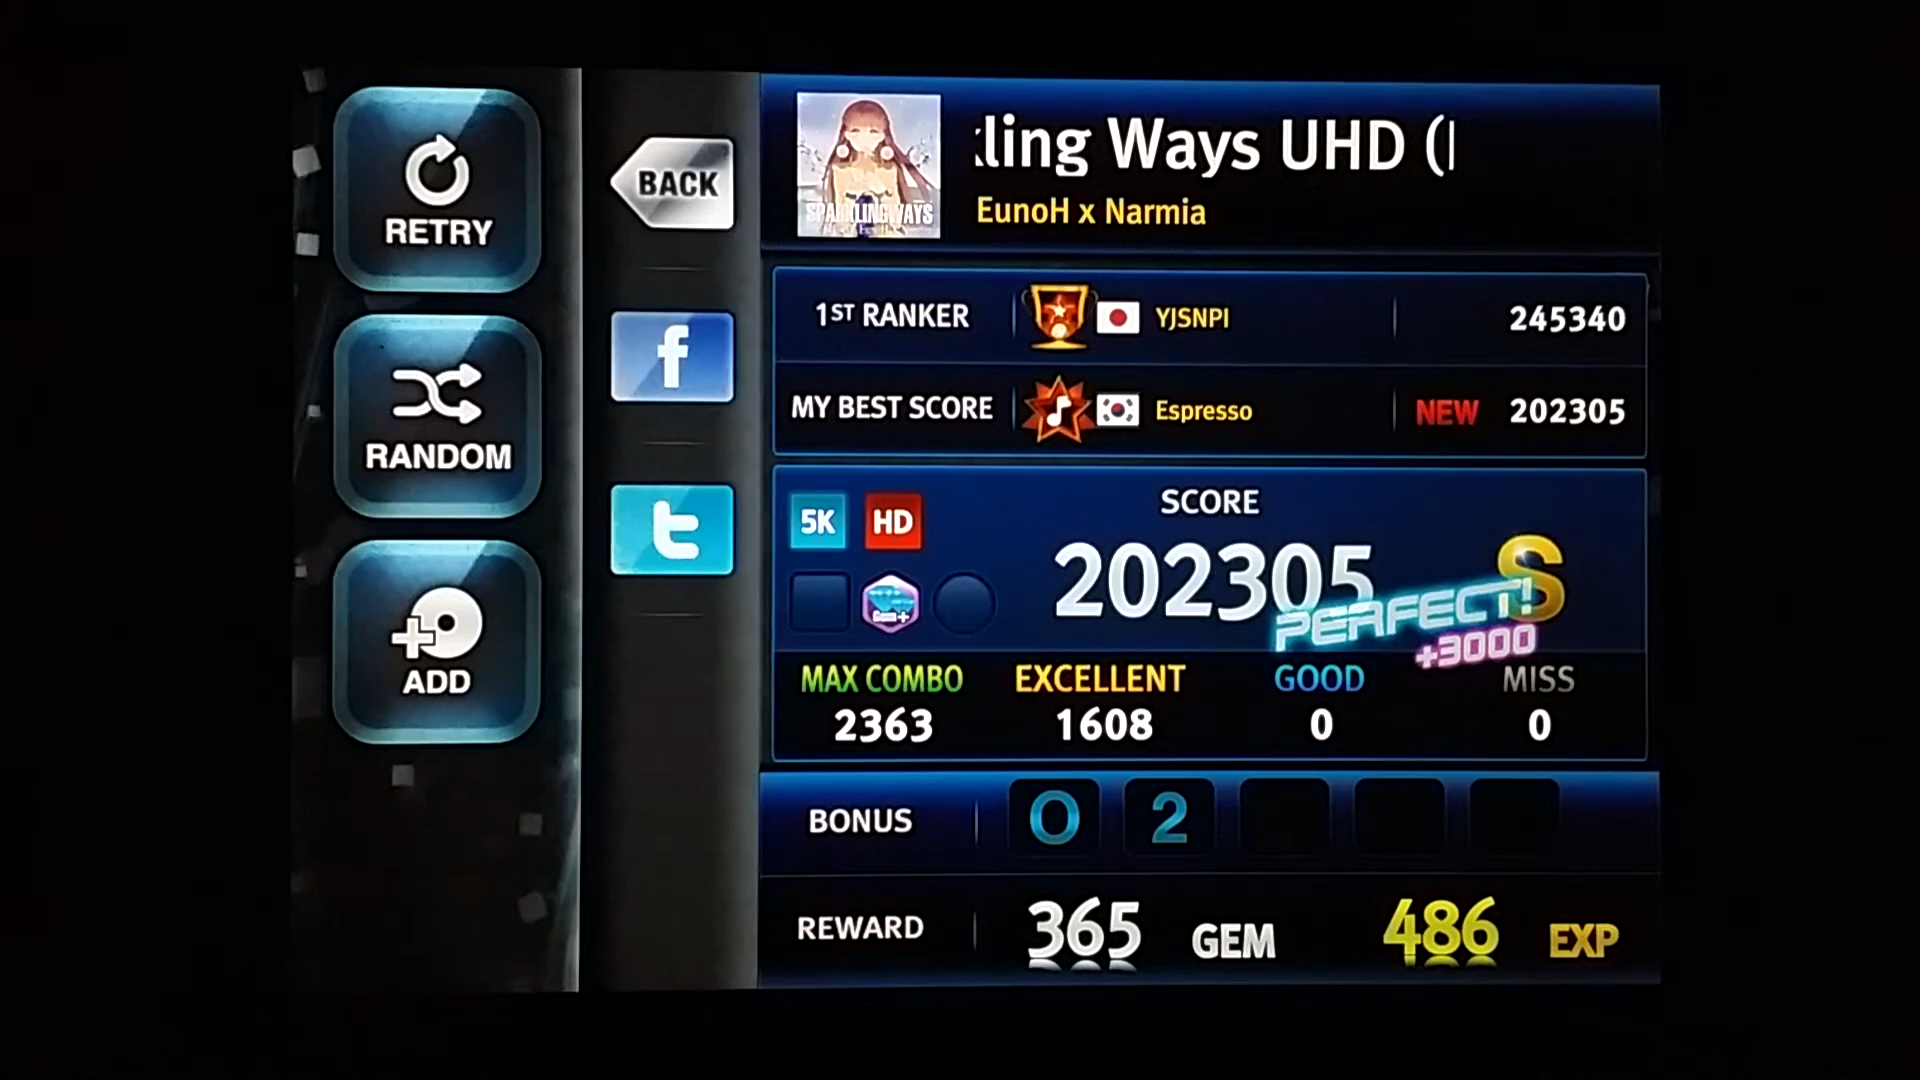 RETRY
RANDOM
ADD
BACK
f
t
SPARKLING WAYS
ling Ways UHD (
EunoH x Narmia
1ST RANKER YJSNPI 245340
MY BEST SCORE Espresso NEW 202305
5K HD
SCORE
202305 S
PERFECT!
+3000
Gem+
MAX COMBO EXCELLENT GOOD MISS
2363 1608 0 0
BONUS O 2
REWARD 365 GEM 486 EXP